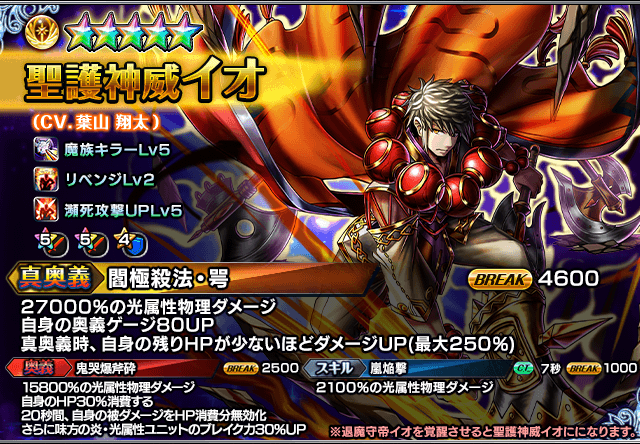 聖護神威イオ
(CV.葉山 翔太)
魔族キラーLv5
リベンジLv2
瀕死攻撃UPLv5
5 5 4
真奥義 閻極殺法・咢 BREAK 4600
27000%の光属性物理ダメージ
自身の奥義ゲージ80UP
真奥義時、自身の残りHPが少ないほどダメージUP(最大250%)
奥義 鬼哭爆斧砕 BREAK 2500
15800%の光属性物理ダメージ
自身のHP30%消費する
20秒間、自身の被ダメージをHP消費分無効化
さらに味方の炎・光属性ユニットのブレイク力30%UP
スキル 嵐焔撃 CT 7秒 BREAK 1000
2100%の光属性物理ダメージ
※退魔守帝イオを覚醒させると聖護神威イオになります。